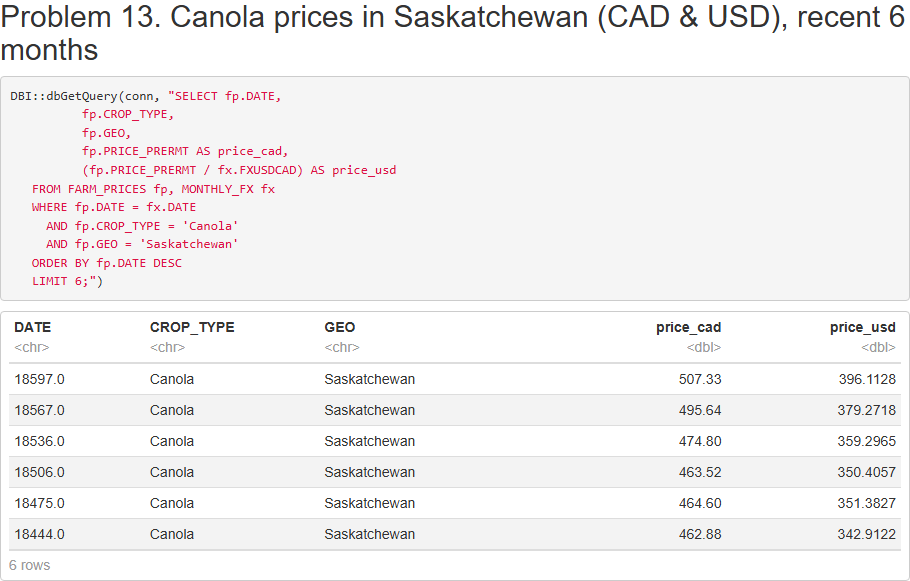 Problem 13. Canola prices in Saskatchewan (CAD & USD), recent 6
months
DBI::dbGetQuery(conn, "SELECT fp.DATE,
fp.CROP_TYPE,
fp.GEO,
fp.PRICE_PRERMT AS price_cad,
(fp.PRICE_PRERMT / fx.FXUSDCAD) AS price_usd
FROM FARM_PRICES fp, MONTHLY_FX fx
WHERE fp.DATE = fx.DATE
AND fp.CROP_TYPE = 'Canola'
AND fp.GEO = 'Saskatchewan'
ORDER BY fp.DATE DESC
LIMIT 6;")
DATE CROP_TYPE GEO price_cad price_usd
<chr> <chr> <chr> <dbl> <dbl>
18597.0 Canola Saskatchewan 507.33 396.1128
18567.0 Canola Saskatchewan 495.64 379.2718
18536.0 Canola Saskatchewan 474.80 359.2965
18506.0 Canola Saskatchewan 463.52 350.4057
18475.0 Canola Saskatchewan 464.60 351.3827
18444.0 Canola Saskatchewan 462.88 342.9122
6 rows